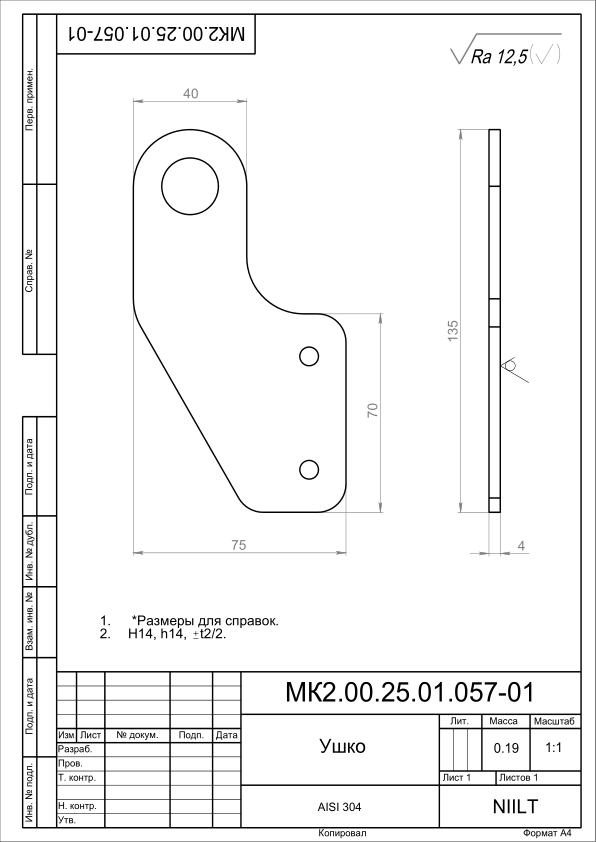 МК2.00.25.01.057-01
Ra 12,5(√)
Перв. примен.
Справ. №
Подп. и дата
Инв. № дубл.
Взам. инв. №
Подп. и дата
Инв. № подл.
40
135
70
75
4
1. *Размеры для справок.
2. H14, h14, ±t2/2.
МК2.00.25.01.057-01
Изм Лист № докум. Подп. Дата
Разраб.
Пров.
Т. контр.
Н. контр.
Утв.
Ушко
Лит. Масса Масштаб
0.19 1:1
Лист 1 Листов 1
AISI 304
NIILT
Копировал Формат А4